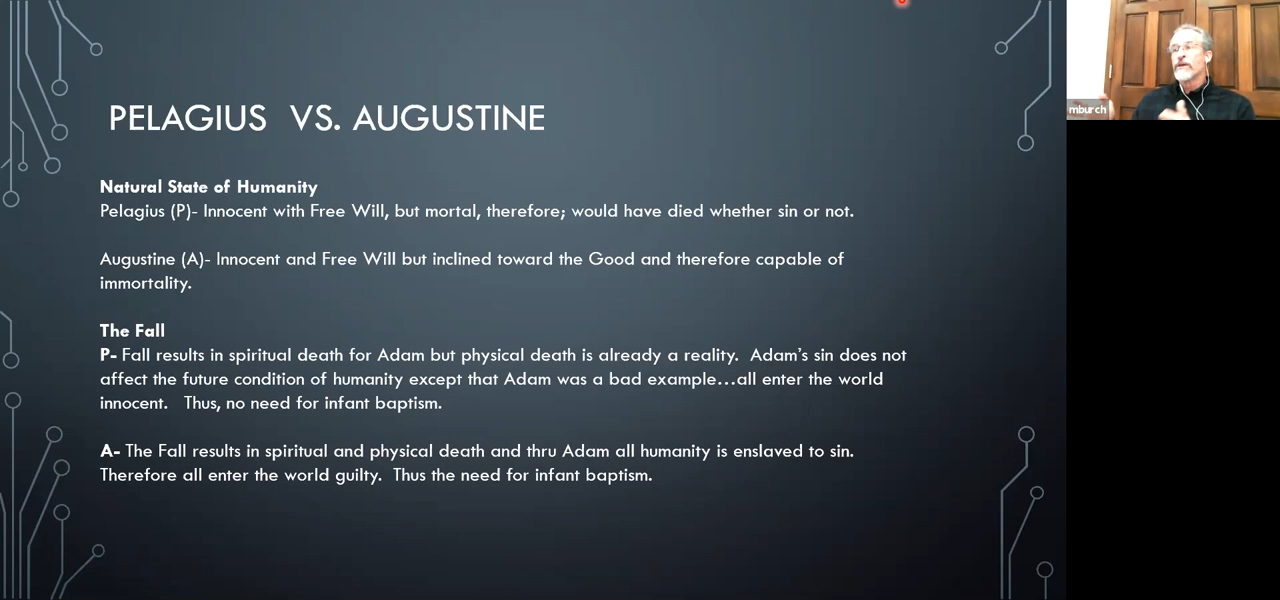 PELAGIUS VS. AUGUSTINE
Natural State of Humanity
Pelagius (P)- Innocent with Free Will, but mortal, therefore; would have died whether sin or not.
Augustine (A)- Innocent and Free Will but inclined toward the Good and therefore capable of
immortality.
The Fall
P- Fall results in spiritual death for Adam but physical death is already a reality. Adam’s sin does not
affect the future condition of humanity except that Adam was a bad example…all enter the world
innocent. Thus, no need for infant baptism.
A- The Fall results in spiritual and physical death and thru Adam all humanity is enslaved to sin.
Therefore all enter the world guilty. Thus the need for infant baptism.
mburch